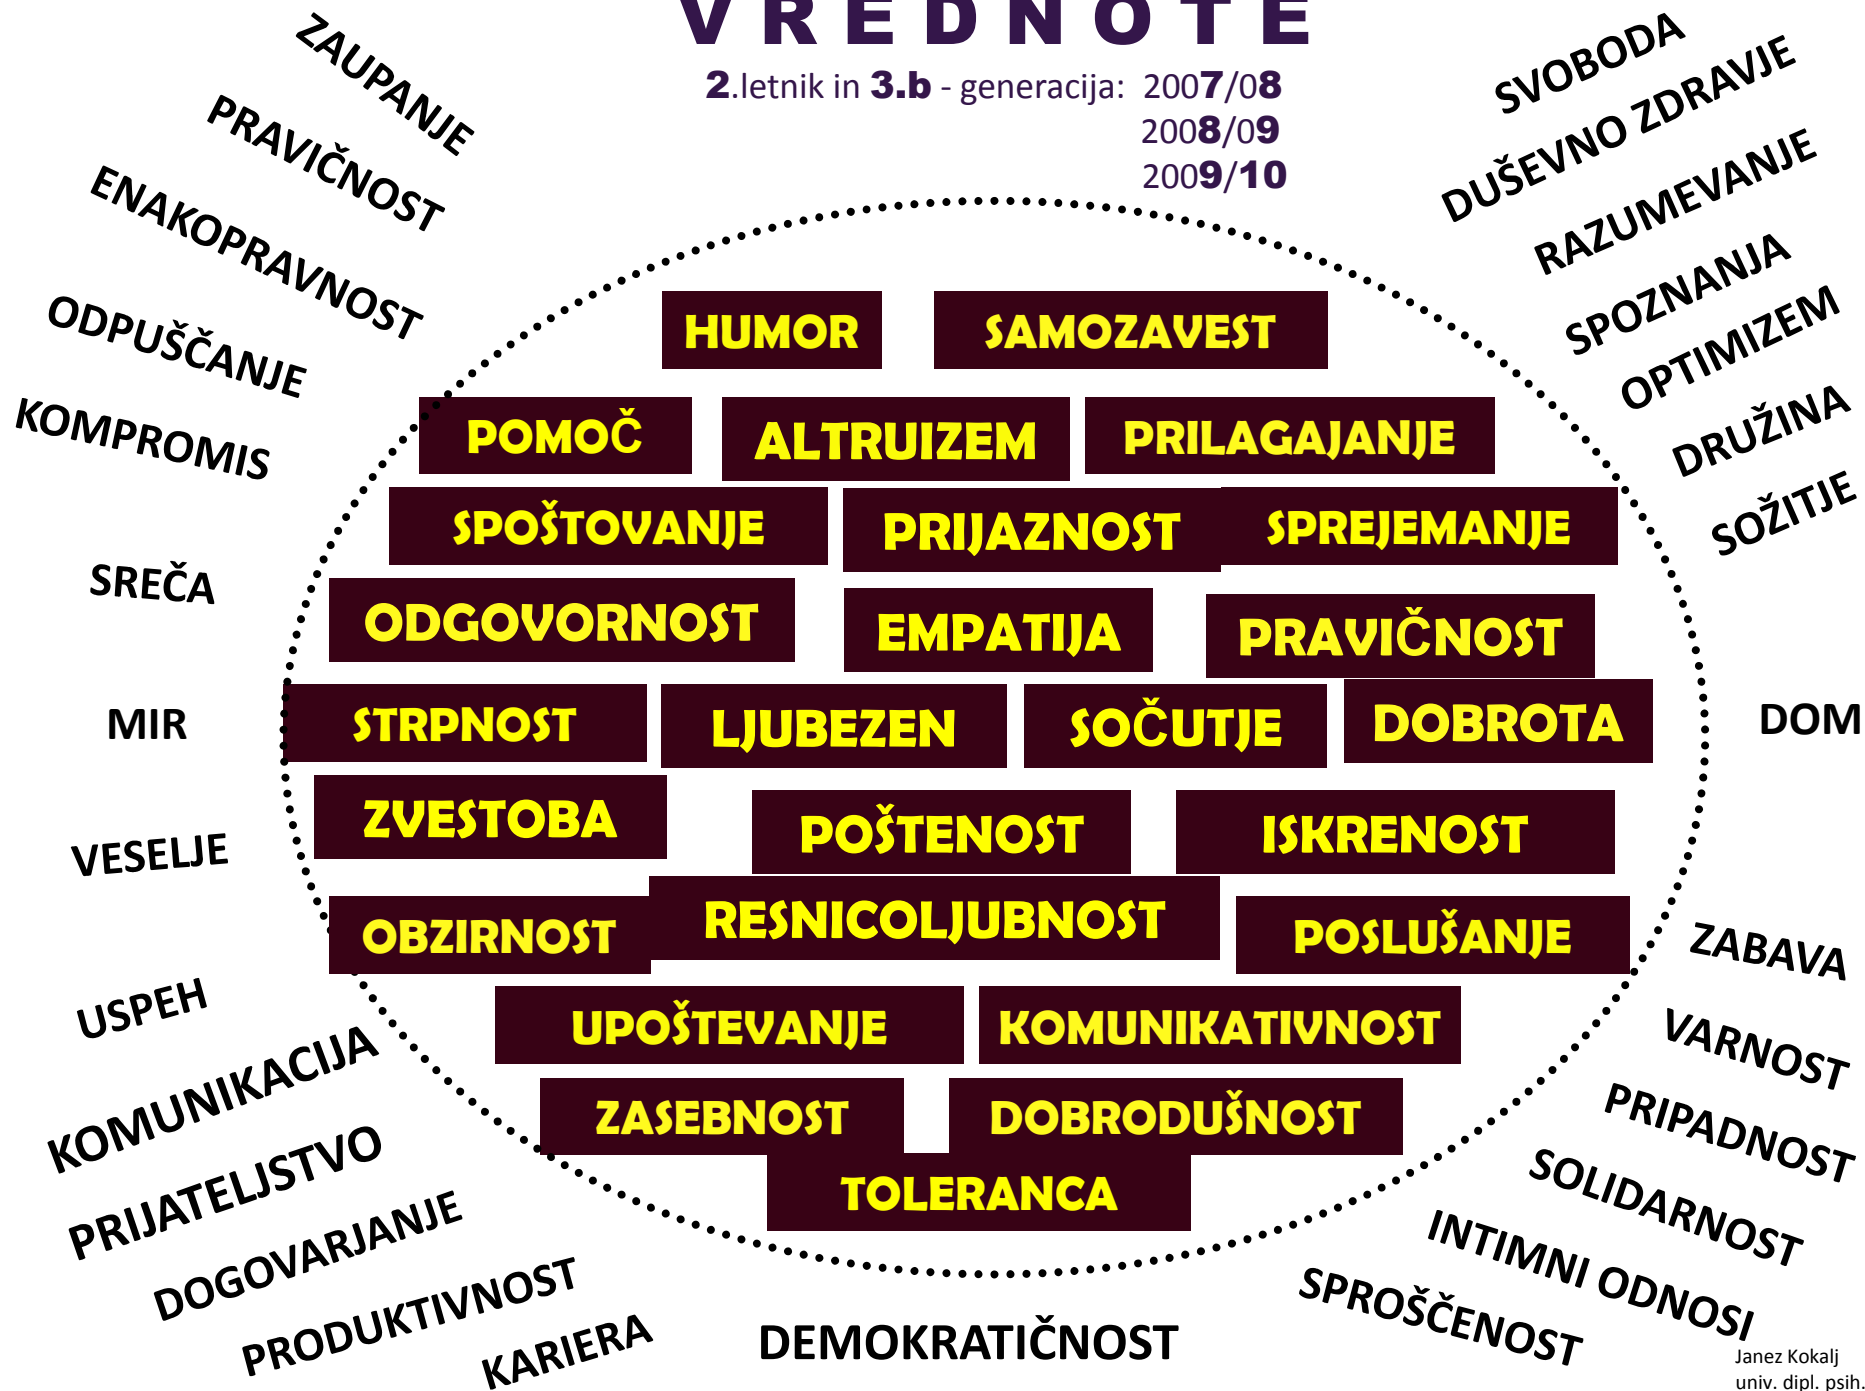 VREDNOTE
2.letnik in 3.b - generacija: 2007/08
2008/09
2009/10
ZAUPANJE
PRAVIČNOST
ENAKOPRAVNOST
ODPUŠČANJE
KOMPROMIS
SREČA
MIR
VESELJE
USPEH
KOMUNIKACIJA
PRIJATELJSTVO
DOGOVARJANJE
PRODUKTIVNOST
KARIERA
HUMOR SAMOZAVEST
POMOČ ALTRUIZEM PRILAGAJANJE
SPOŠTOVANJE PRIJAZNOST SPREJEMANJE
ODGOVORNOST EMPATIJA PRAVIČNOST
STRPNOST LJUBEZEN SOČUTJE DOBROTA
ZVESTOBA POŠTENOST ISKRENOST
OBZIRNOST RESNICOLJUBNOST POSLUŠANJE
UPOŠTEVANJE KOMUNIKATIVNOST
ZASEBNOST DOBRODUŠNOST
TOLERANCA
DEMOKRATIČNOST
SVOBODA
DUŠEVNO ZDRAVJE
RAZUMEVANJE
SPOZNANJA
OPTIMIZEM
DRUŽINA
SOŽITJE
DOM
ZABAVA
VARNOST
PRIPADNOST
SOLIDARNOST
INTIMNI ODNOSI
SPROŠČENOST
Janez Kokalj
univ. dipl. psih.